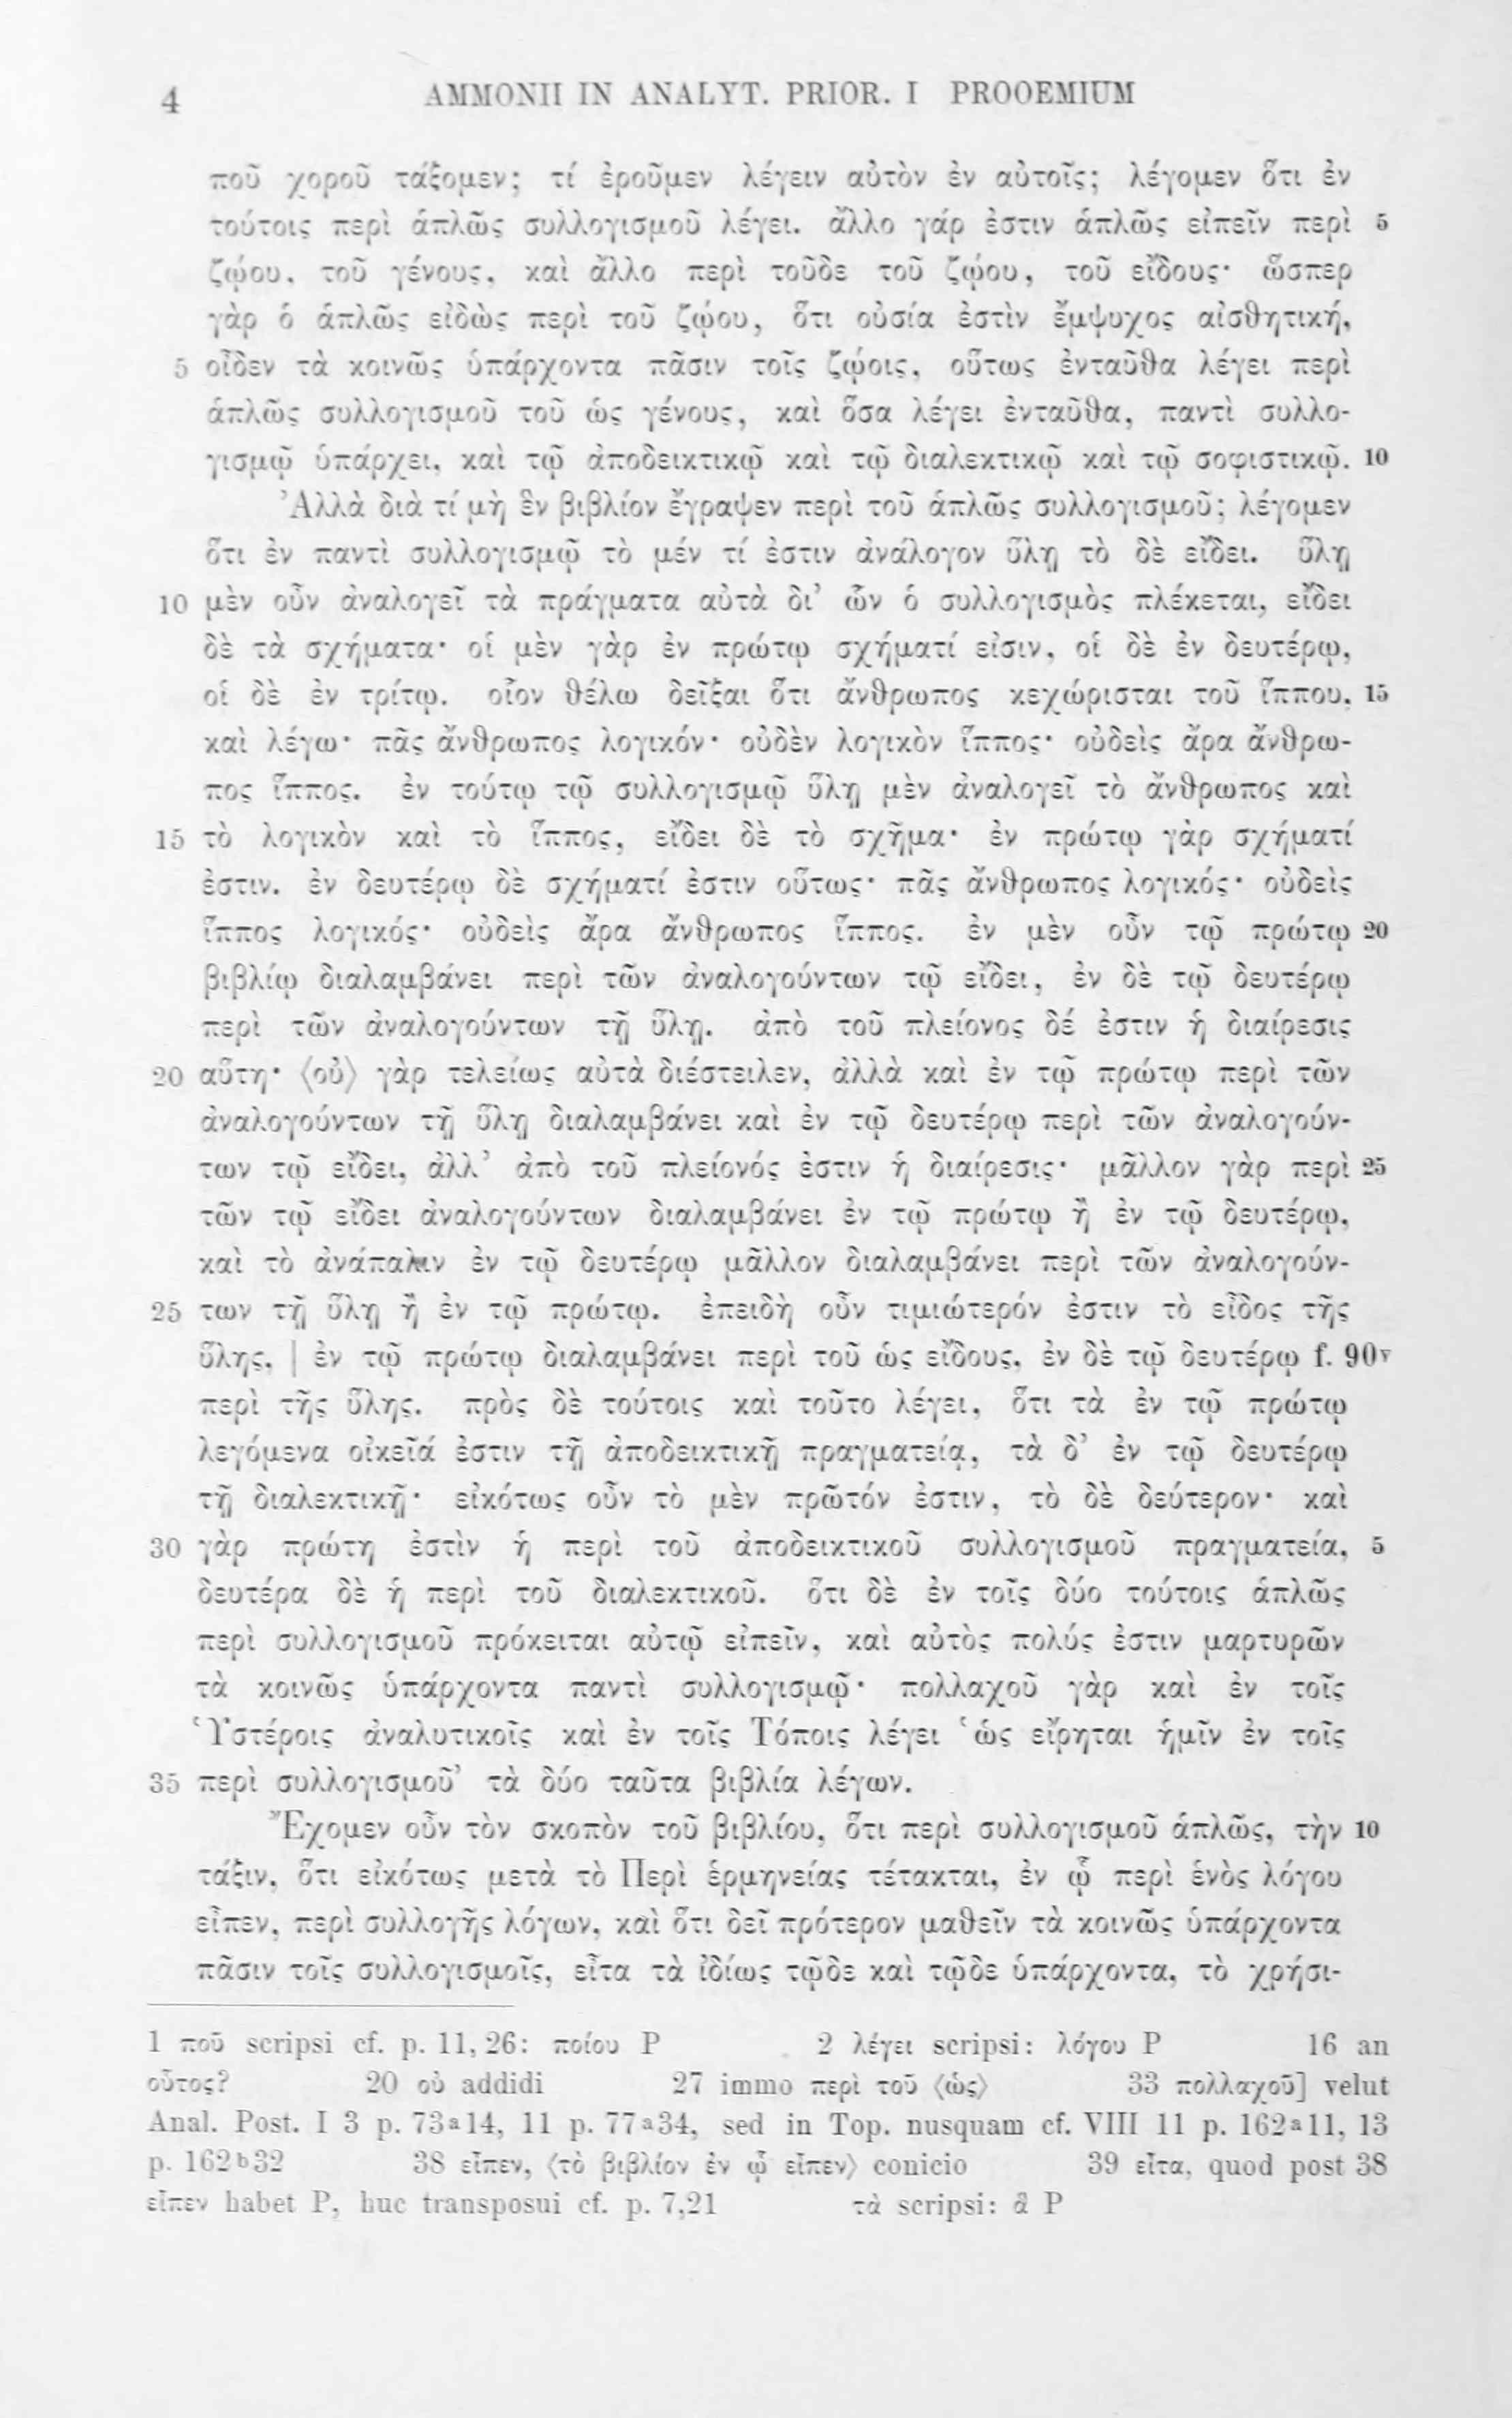 4 AMMONII IN ANALYT. PRIOR. I PROOEMIUM
ποῦ χοροῦ τάξομεν; τί ἐροῦμεν λέγειν αὐτὸν ἐν αὐτοῖς; λέγομεν ὅτι ἐν
τούτοις περὶ ἁπλῶς συλλογισμοῦ λέγει. ἄλλο γάρ ἐστιν ἁπλῶς εἰπεῖν περὶ 5
ζῴου, τοῦ γένους, καὶ ἄλλο περὶ τοῦδε τοῦ ζῴου, τοῦ εἴδους· ὥσπερ
γὰρ ὁ ἁπλῶς εἰδὼς περὶ τοῦ ζῴου, ὅτι οὐσία ἐστὶν ἔμψυχος αἰσθητική,
5 οἶδεν τὰ κοινῶς ὑπάρχοντα πᾶσιν τοῖς ζῴοις, οὕτως ἐνταῦθα λέγει περὶ
ἁπλῶς συλλογισμοῦ τοῦ ὡς γένους, καὶ ὅσα λέγει ἐνταῦθα, παντὶ συλλο-
γισμῷ ὑπάρχει, καὶ τῷ ἀποδεικτικῷ καὶ τῷ διαλεκτικῷ καὶ τῷ σοφιστικῷ. 10
Ἀλλὰ διὰ τί μὴ ἓν βιβλίον ἔγραψεν περὶ τοῦ ἁπλῶς συλλογισμοῦ; λέγομεν
ὅτι ἐν παντὶ συλλογισμῷ τὸ μέν τί ἐστιν ἀνάλογον ὕλῃ τὸ δὲ εἴδει. ὕλῃ
10 μὲν οὖν ἀναλογεῖ τὰ πράγματα αὐτὰ δι’ ὧν ὁ συλλογισμὸς πλέκεται, εἴδει
δὲ τὰ σχήματα· οἱ μὲν γὰρ ἐν πρώτῳ σχήματί εἰσιν, οἱ δὲ ἐν δευτέρῳ,
οἱ δὲ ἐν τρίτῳ. οἷον θέλω δεῖξαι ὅτι ἄνθρωπος κεχώρισται τοῦ ἵππου, 15
καὶ λέγω· πᾶς ἄνθρωπος λογικόν· οὐδὲν λογικὸν ἵππος· οὐδεὶς ἄρα ἄνθρω-
πος ἵππος. ἐν τούτῳ τῷ συλλογισμῷ ὕλῃ μὲν ἀναλογεῖ τὸ ἄνθρωπος καὶ
15 τὸ λογικὸν καὶ τὸ ἵππος, εἴδει δὲ τὸ σχῆμα· ἐν πρώτῳ γὰρ σχήματί
ἐστιν. ἐν δευτέρῳ δὲ σχήματί ἐστιν οὕτως· πᾶς ἄνθρωπος λογικός· οὐδεὶς
ἵππος λογικός· οὐδεὶς ἄρα ἄνθρωπος ἵππος. ἐν μὲν οὖν τῷ πρώτῳ 20
βιβλίῳ διαλαμβάνει περὶ τῶν ἀναλογούντων τῷ εἴδει, ἐν δὲ τῷ δευτέρῳ
περὶ τῶν ἀναλογούντων τῇ ὕλῃ. ἀπὸ τοῦ πλείονος δέ ἐστιν ἡ διαίρεσις
20 αὕτη· ⟨οὐ⟩ γὰρ τελείως αὐτὰ διέστειλεν, ἀλλὰ καὶ ἐν τῷ πρώτῳ περὶ τῶν
ἀναλογούντων τῇ ὕλῃ διαλαμβάνει καὶ ἐν τῷ δευτέρῳ περὶ τῶν ἀναλογούν-
των τῷ εἴδει, ἀλλ’ ἀπὸ τοῦ πλείονός ἐστιν ἡ διαίρεσις· μᾶλλον γὰρ περὶ 25
τῶν τῷ εἴδει ἀναλογούντων διαλαμβάνει ἐν τῷ πρώτῳ ἢ ἐν τῷ δευτέρῳ,
καὶ τὸ ἀνάπαλιν ἐν τῷ δευτέρῳ μᾶλλον διαλαμβάνει περὶ τῶν ἀναλογούν-
25 των τῇ ὕλῃ ἢ ἐν τῷ πρώτῳ. ἐπειδὴ οὖν τιμιώτερόν ἐστιν τὸ εἶδος τῆς
ὕλης, | ἐν τῷ πρώτῳ διαλαμβάνει περὶ τοῦ ὡς εἴδους, ἐν δὲ τῷ δευτέρῳ f. 90v
περὶ τῆς ὕλης. πρὸς δὲ τούτοις καὶ τοῦτο λέγει, ὅτι τὰ ἐν τῷ πρώτῳ
λεγόμενα οἰκεῖά ἐστιν τῇ ἀποδεικτικῇ πραγματείᾳ, τὰ δ’ ἐν τῷ δευτέρῳ
τῇ διαλεκτικῇ· εἰκότως οὖν τὸ μὲν πρῶτόν ἐστιν, τὸ δὲ δεύτερον· καὶ
30 γὰρ πρώτη ἐστὶν ἡ περὶ τοῦ ἀποδεικτικοῦ συλλογισμοῦ πραγματεία, 5
δευτέρα δὲ ἡ περὶ τοῦ διαλεκτικοῦ. ὅτι δὲ ἐν τοῖς δύο τούτοις ἁπλῶς
περὶ συλλογισμοῦ πρόκειται αὐτῷ εἰπεῖν, καὶ αὐτὸς πολύς ἐστιν μαρτυρῶν
τὰ κοινῶς ὑπάρχοντα παντὶ συλλογισμῷ· πολλαχοῦ γὰρ καὶ ἐν τοῖς
Ὑστέροις ἀναλυτικοῖς καὶ ἐν τοῖς Τόποις λέγει ‘ὡς εἴρηται ἡμῖν ἐν τοῖς
35 περὶ συλλογισμοῦ’ τὰ δύο ταῦτα βιβλία λέγων.
Ἔχομεν οὖν τὸν σκοπὸν τοῦ βιβλίου, ὅτι περὶ συλλογισμοῦ ἁπλῶς, τὴν 10
τάξιν, ὅτι εἰκότως μετὰ τὸ Περὶ ἑρμηνείας τέτακται, ἐν ᾧ περὶ ἑνὸς λόγου
εἶπεν, περὶ συλλογῆς λόγων, καὶ ὅτι δεῖ πρότερον μαθεῖν τὰ κοινῶς ὑπάρχοντα
πᾶσιν τοῖς συλλογισμοῖς, εἶτα τὰ ἰδίως τῷδε καὶ τῷδε ὑπάρχοντα, τὸ χρήσι-
1 ποῦ scripsi cf. p. 11, 26: ποίου P 2 λέγει scripsi: λόγου P 16 an
οὗτος? 20 οὐ addidi 27 immo περὶ τοῦ ⟨ὡς⟩ 33 πολλαχοῦ] velut
Anal. Post. I 3 p. 73a14, 11 p. 77a34, sed in Top. nusquam cf. VIII 11 p. 162a11, 13
p. 162b32 38 εἶπεν, ⟨τὸ βιβλίον ἐν ᾧ εἶπεν⟩ conicio 39 εἶτα, quod post 38
εἶπεν habet P, huc transposui cf. p. 7,21 τὰ scripsi: ἃ P